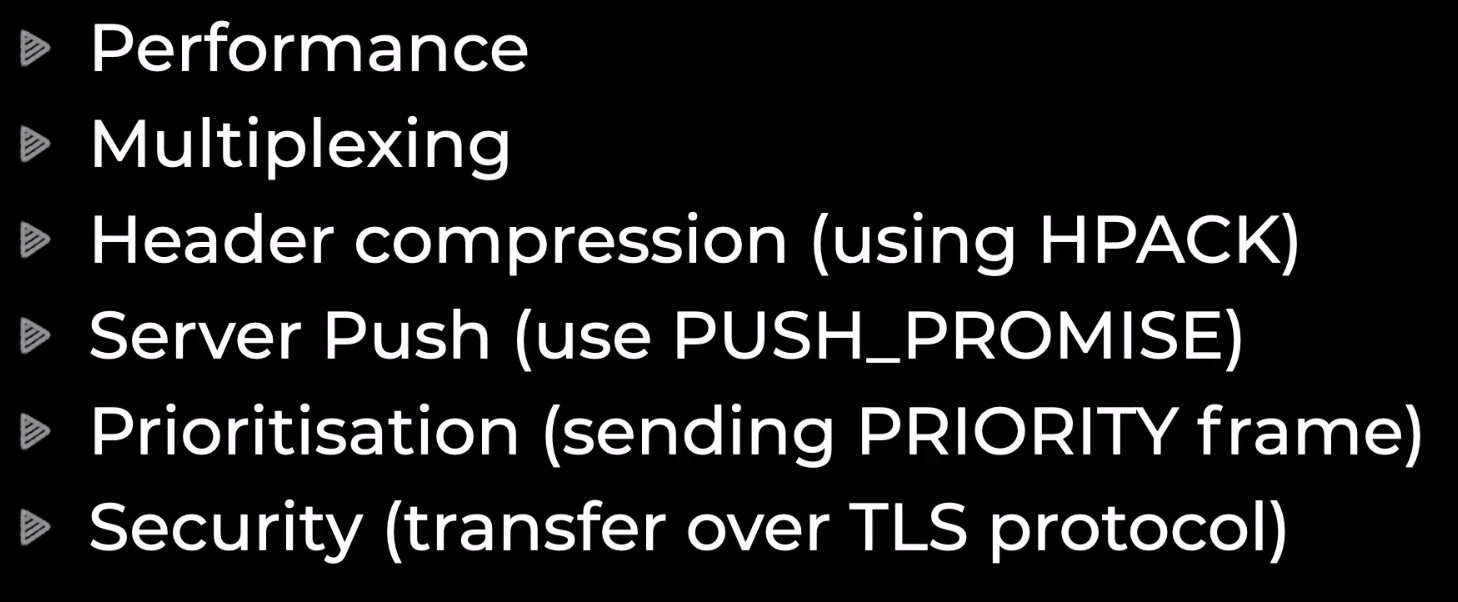 Performance
Multiplexing
Header compression (using HPACK)
Server Push (use PUSH_PROMISE)
Prioritisation (sending PRIORITY frame)
Security (transfer over TLS protocol)